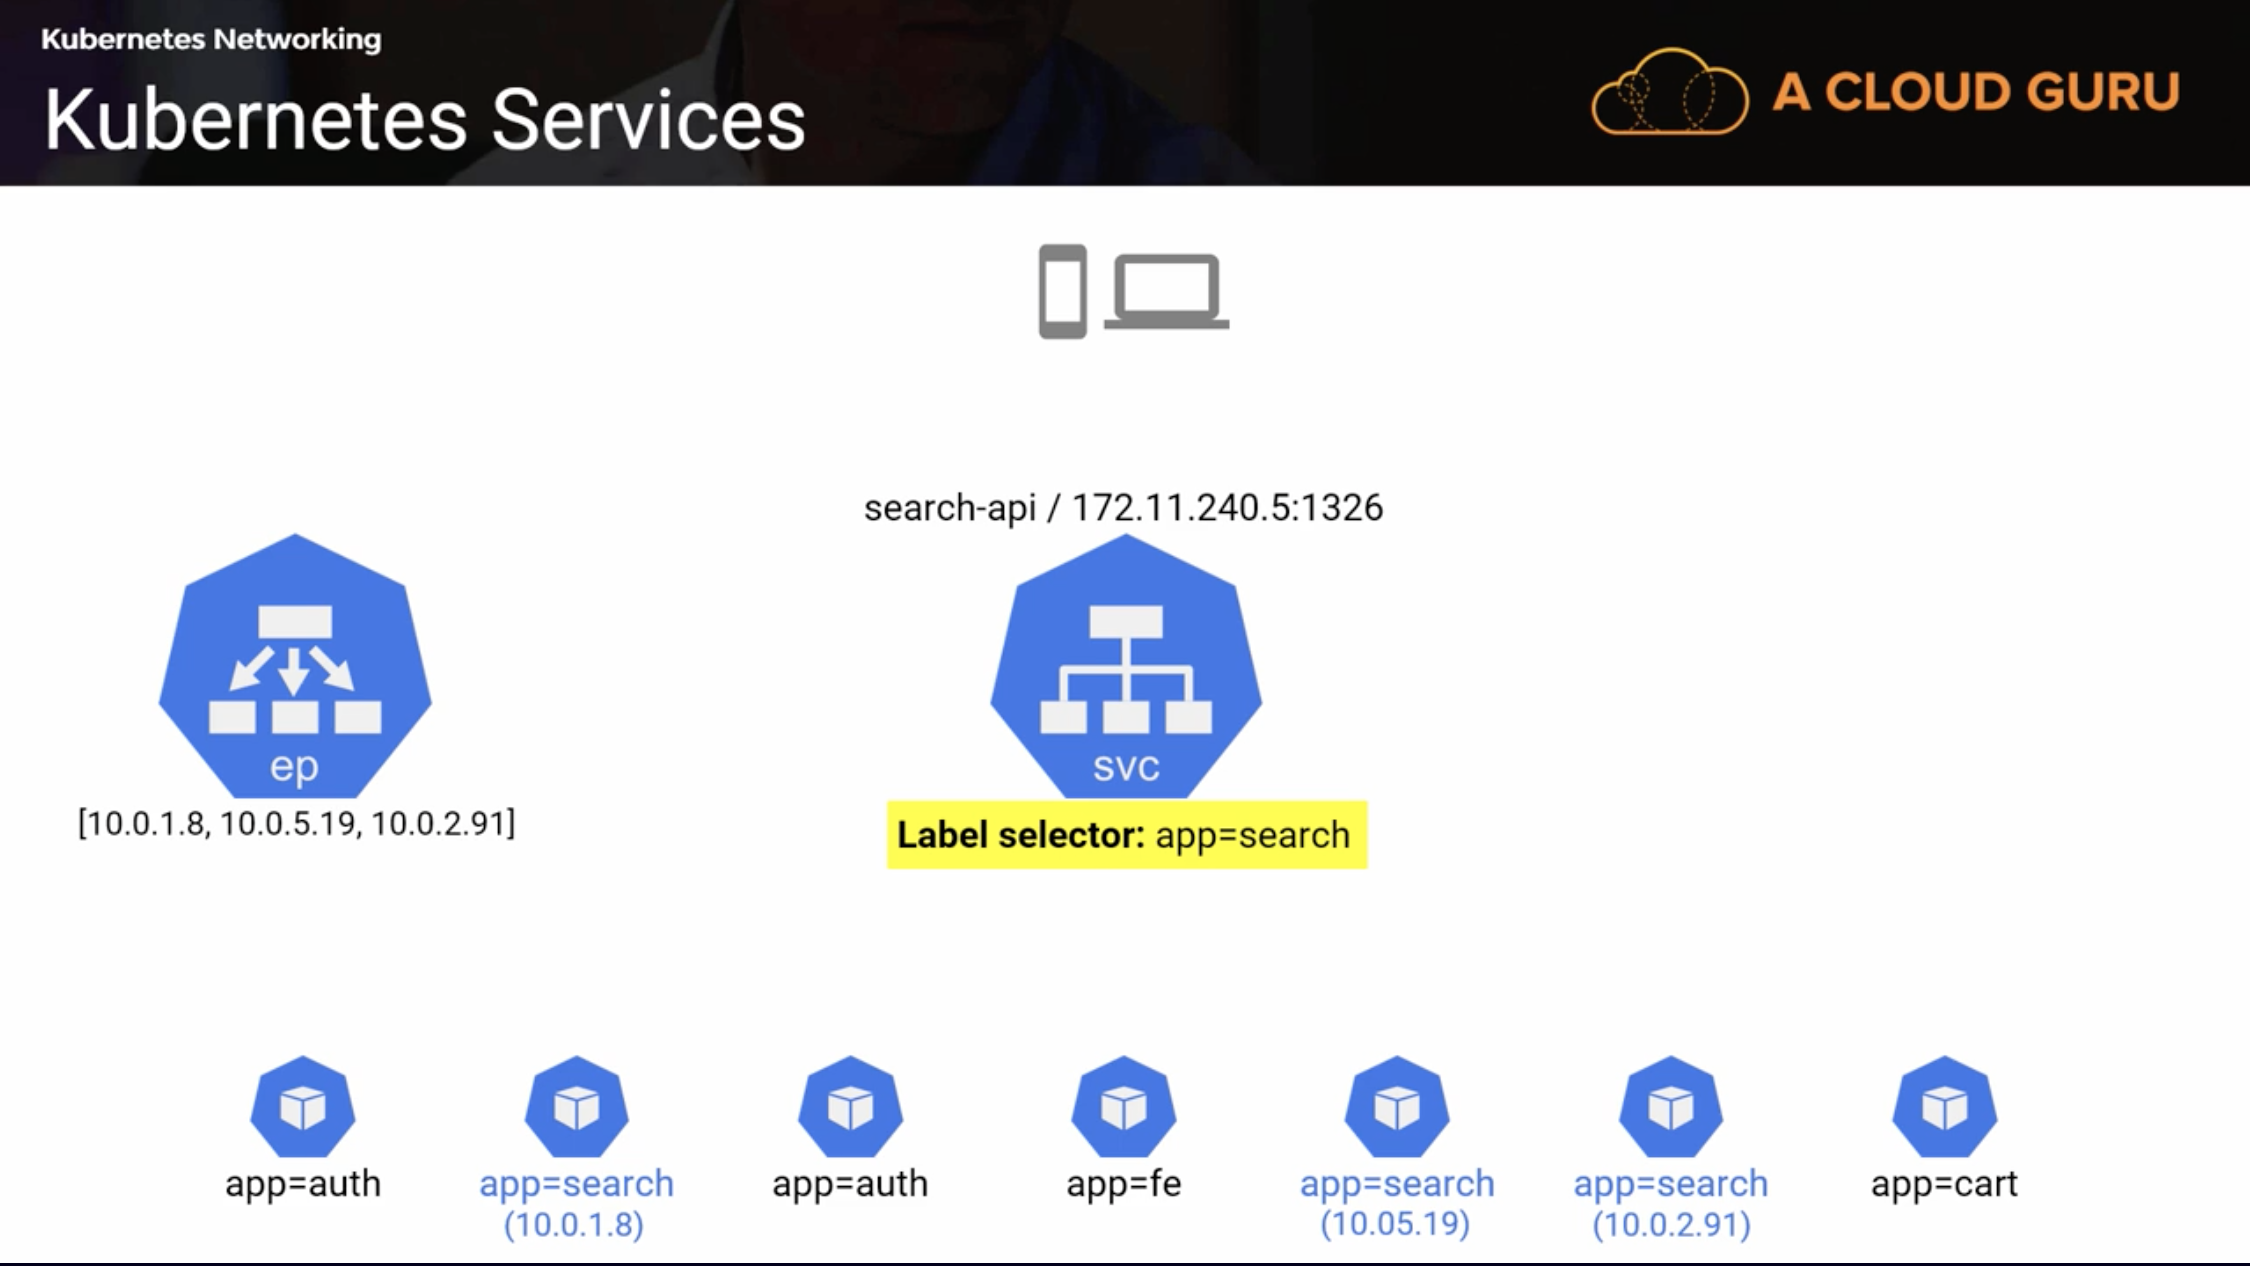 Kubernetes Networking
Kubernetes Services
A CLOUD GURU
search-api / 172.11.240.5:1326
ep
svc
[10.0.1.8, 10.0.5.19, 10.0.2.91]
Label selector: app=search
app=auth
app=search
(10.0.1.8)
app=auth
app=fe
app=search
(10.05.19)
app=search
(10.0.2.91)
app=cart